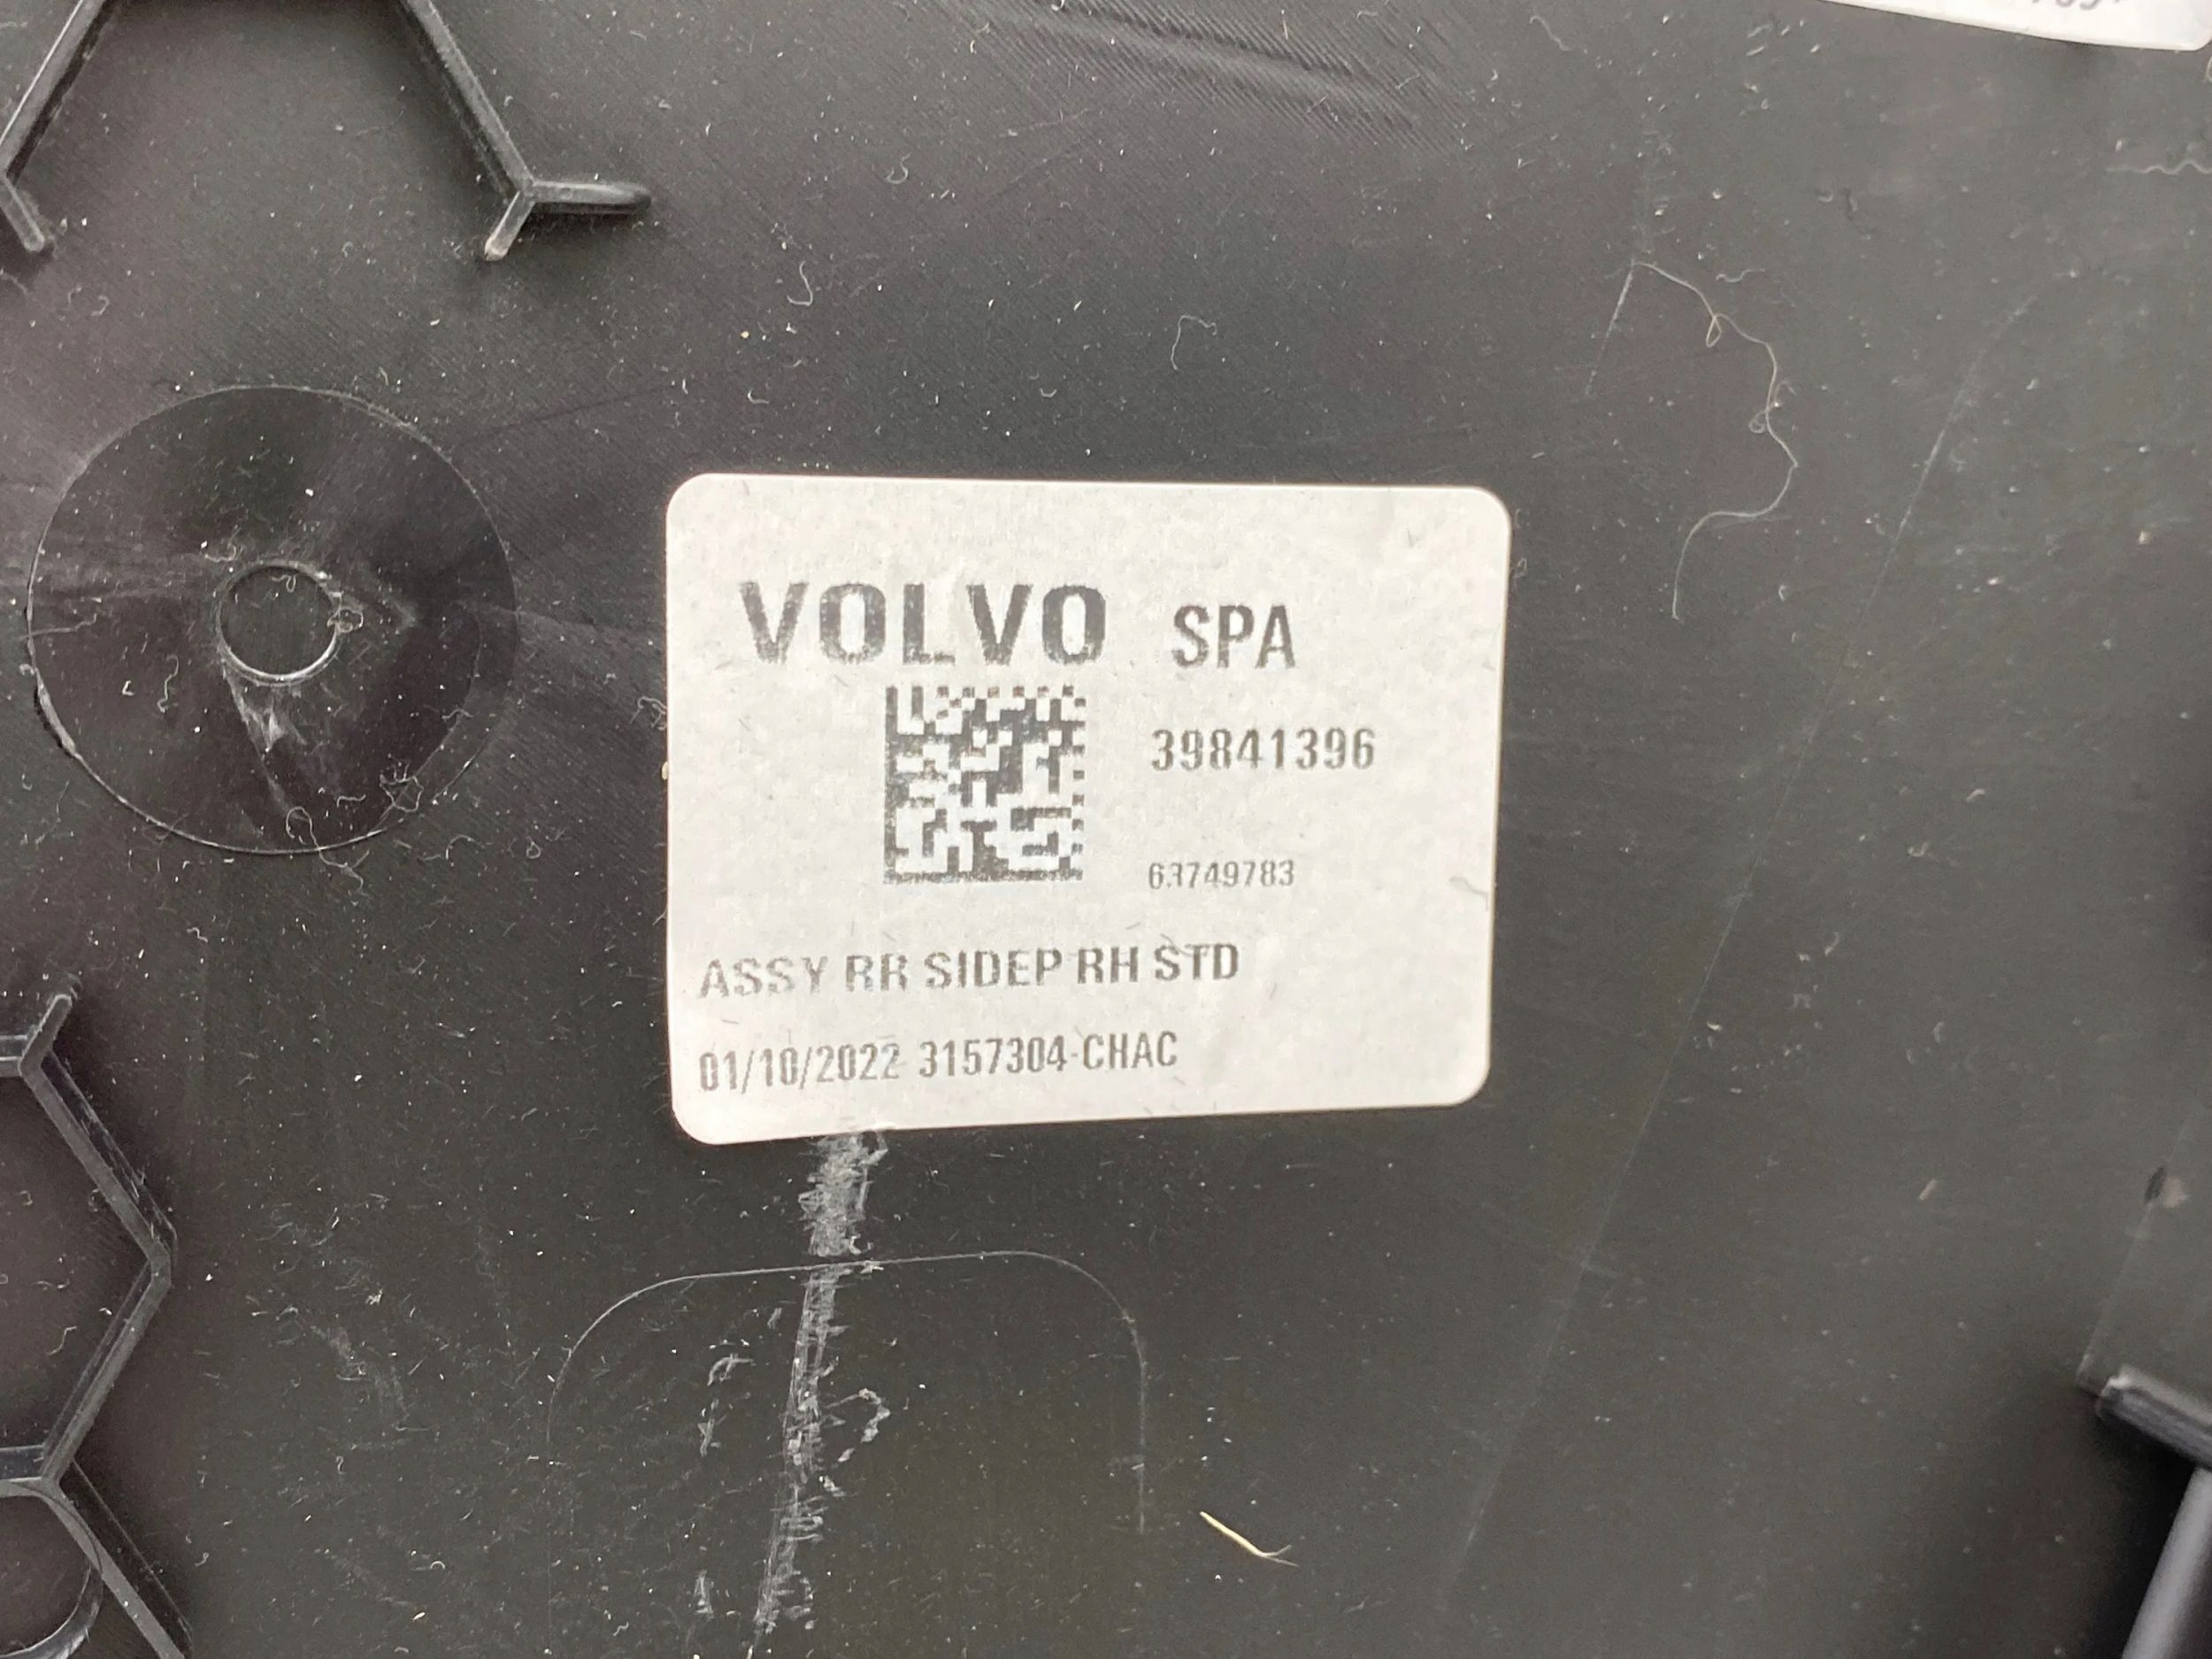 VOLVO SPA
39841396
63749783
ASSY RR SIDEP RH STD
01/10/2022 3157304-CHAC